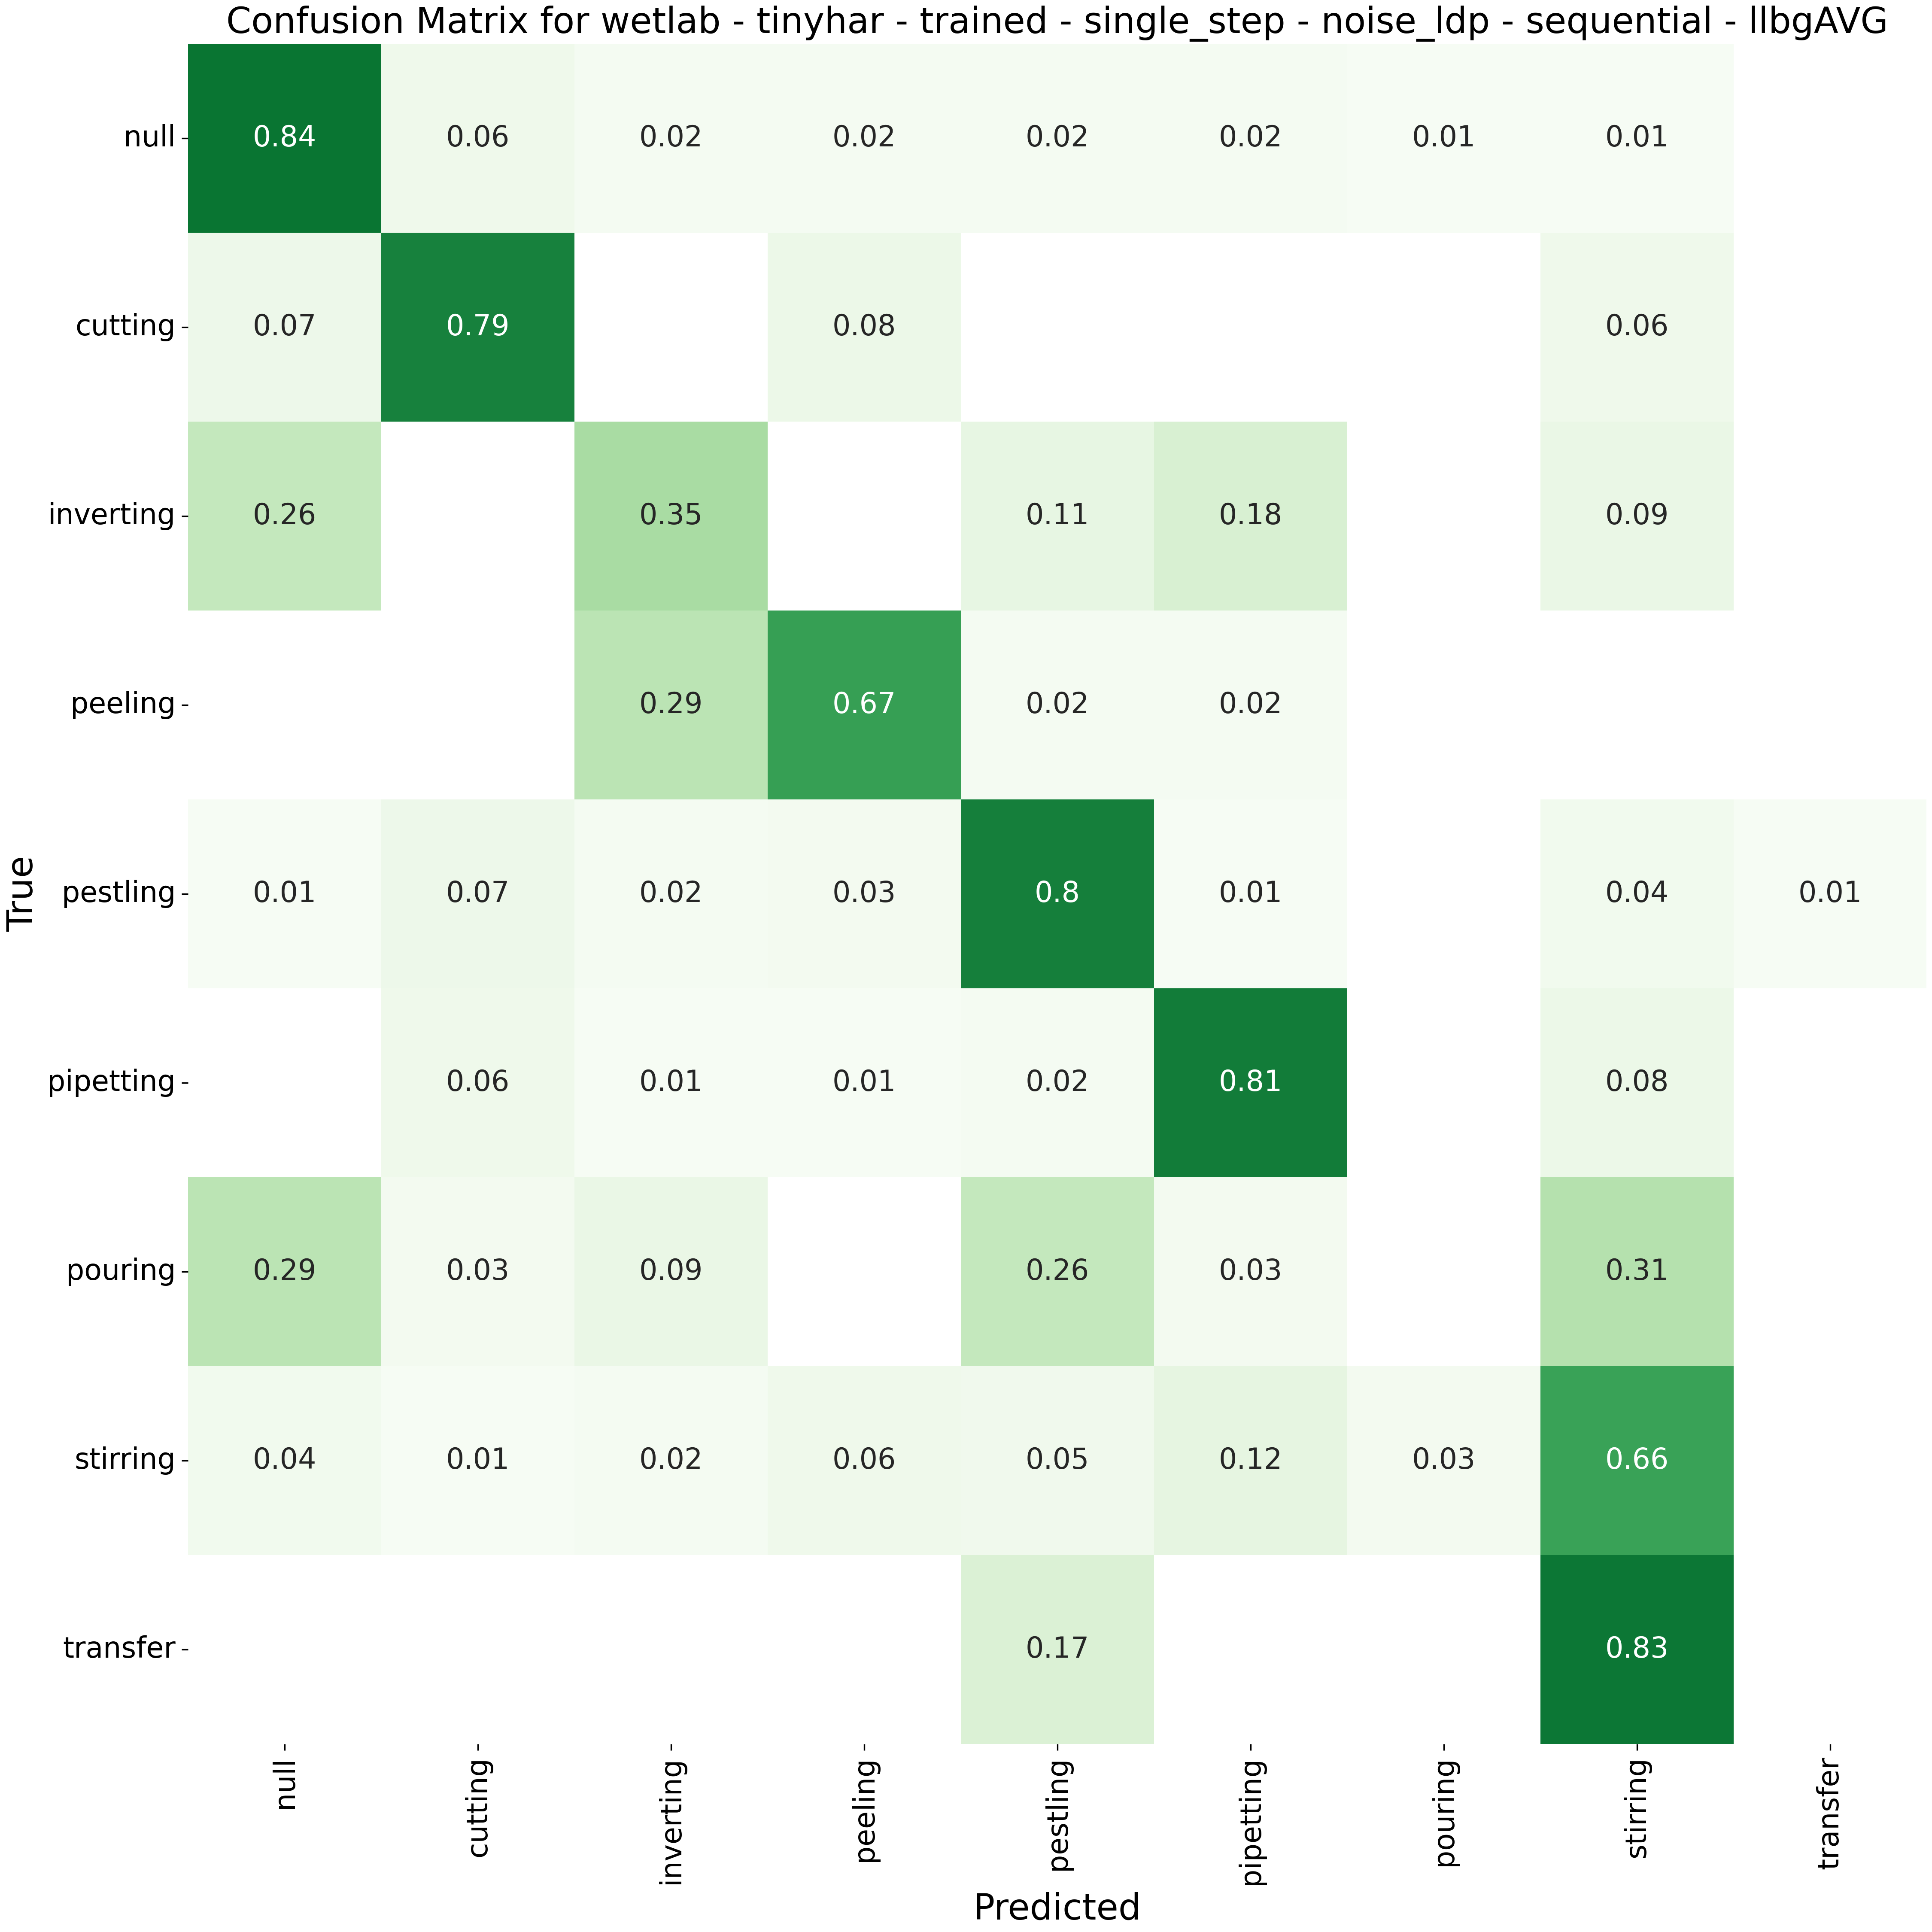 Confusion Matrix for wetlab - tinyhar - trained - single_step - noise_ldp - sequential - llbgAVG
null 0.84 0.06 0.02 0.02 0.02 0.02 0.01 0.01
cutting 0.07 0.79 0.08 0.06
inverting 0.26 0.35 0.11 0.18 0.09
peeling 0.29 0.67 0.02 0.02
pestling 0.01 0.07 0.02 0.03 0.8 0.01 0.04 0.01
pipetting 0.06 0.01 0.01 0.02 0.81 0.08
pouring 0.29 0.03 0.09 0.26 0.03 0.31
stirring 0.04 0.01 0.02 0.06 0.05 0.12 0.03 0.66
transfer 0.17 0.83
True
null cutting inverting peeling pestling pipetting pouring stirring transfer
Predicted